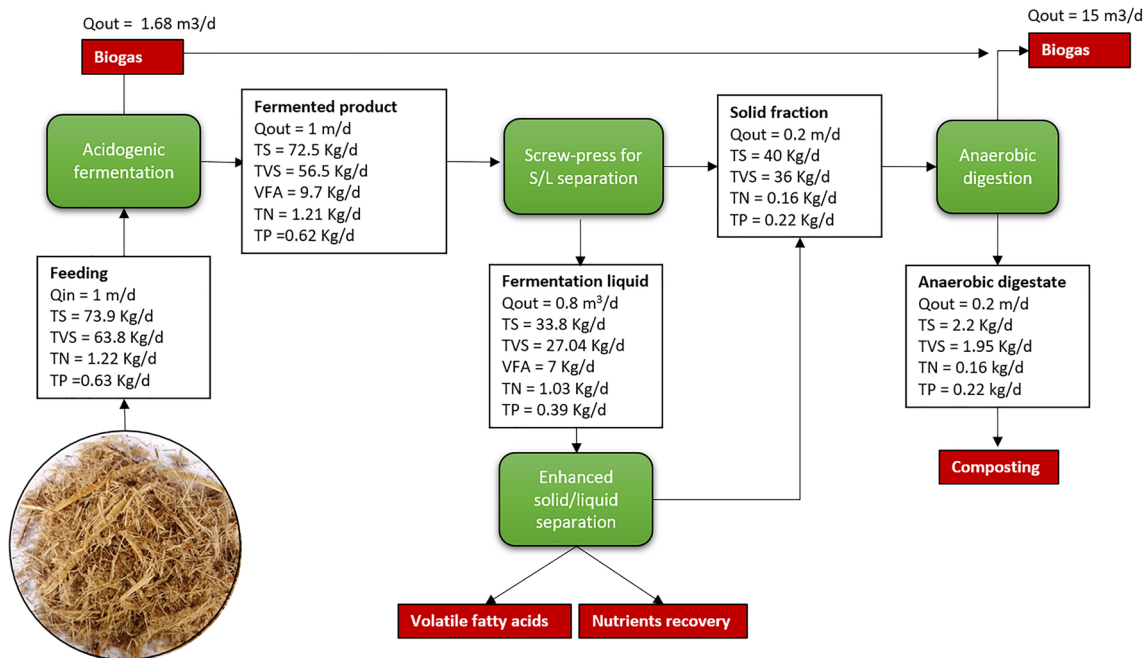 Qout = 1.68 m3/d
Biogas
Qout = 15 m3/d
Biogas
Acidogenic
fermentation
Fermented product
Qout = 1 m/d
TS = 72.5 Kg/d
TVS = 56.5 Kg/d
VFA = 9.7 Kg/d
TN = 1.21 Kg/d
TP =0.62 Kg/d
Screw-press for
S/L separation
Solid fraction
Qout = 0.2 m/d
TS = 40 Kg/d
TVS = 36 Kg/d
TN = 0.16 Kg/d
TP = 0.22 Kg/d
Anaerobic
digestion
Feeding
Qin = 1 m/d
TS = 73.9 Kg/d
TVS = 63.8 Kg/d
TN = 1.22 Kg/d
TP =0.63 Kg/d
Fermentation liquid
Qout = 0.8 m³/d
TS = 33.8 Kg/d
TVS = 27.04 Kg/d
VFA = 7 Kg/d
TN = 1.03 Kg/d
TP = 0.39 Kg/d
Anaerobic digestate
Qout = 0.2 m/d
TS = 2.2 Kg/d
TVS = 1.95 Kg/d
TN = 0.16 kg/d
TP = 0.22 kg/d
Enhanced
solid/liquid
separation
Composting
Volatile fatty acids
Nutrients recovery